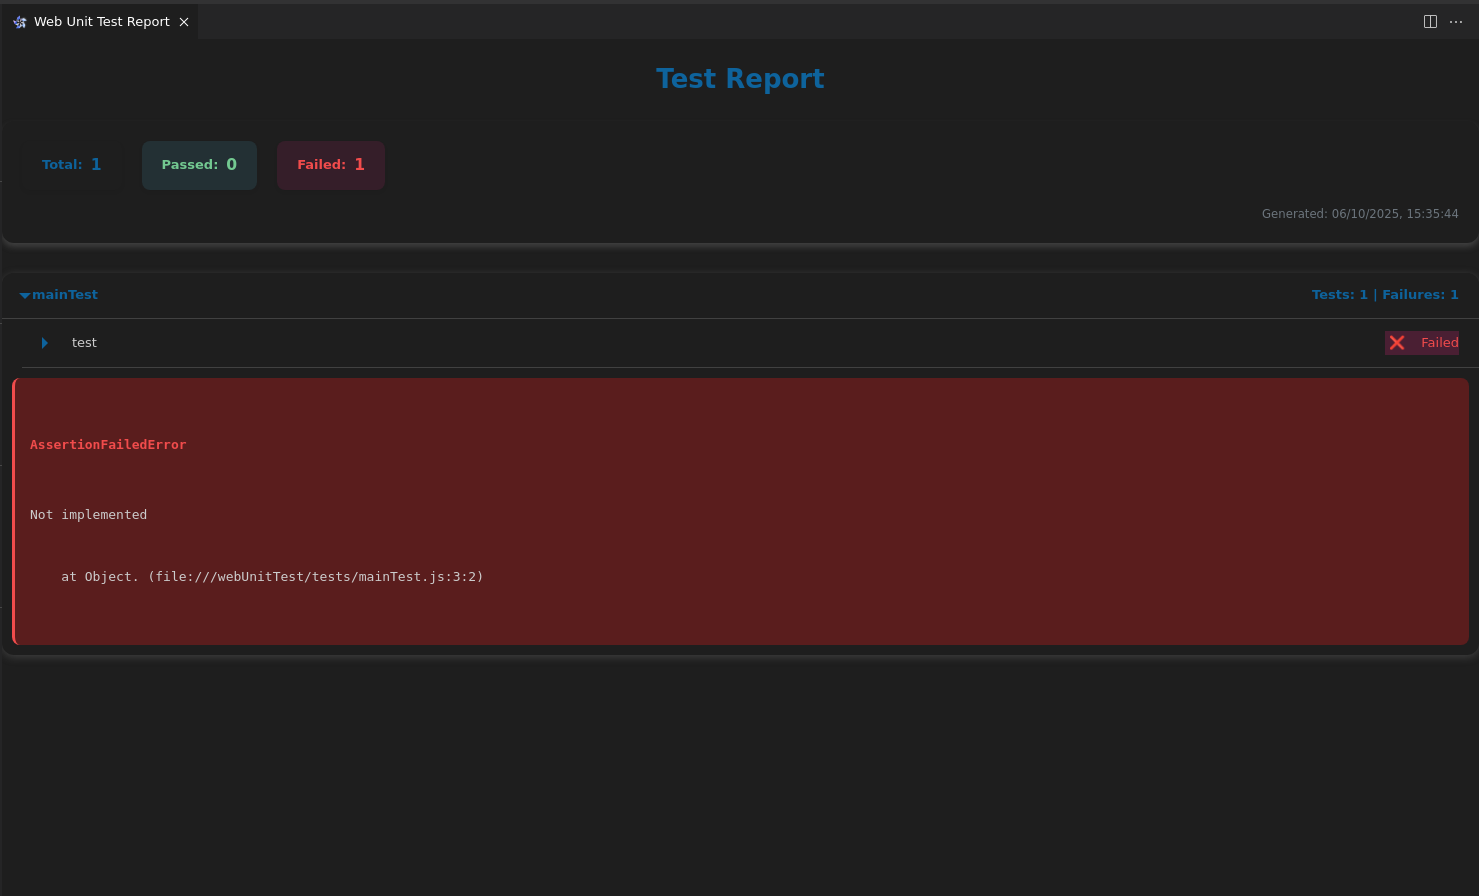 Web Unit Test Report
Test Report
Total: 1 Passed: 0 Failed: 1
Generated: 06/10/2025, 15:35:44
mainTest Tests: 1 | Failures: 1
test Failed
AssertionFailedError
Not implemented
at Object. (file:///webUnitTest/tests/mainTest.js:3:2)